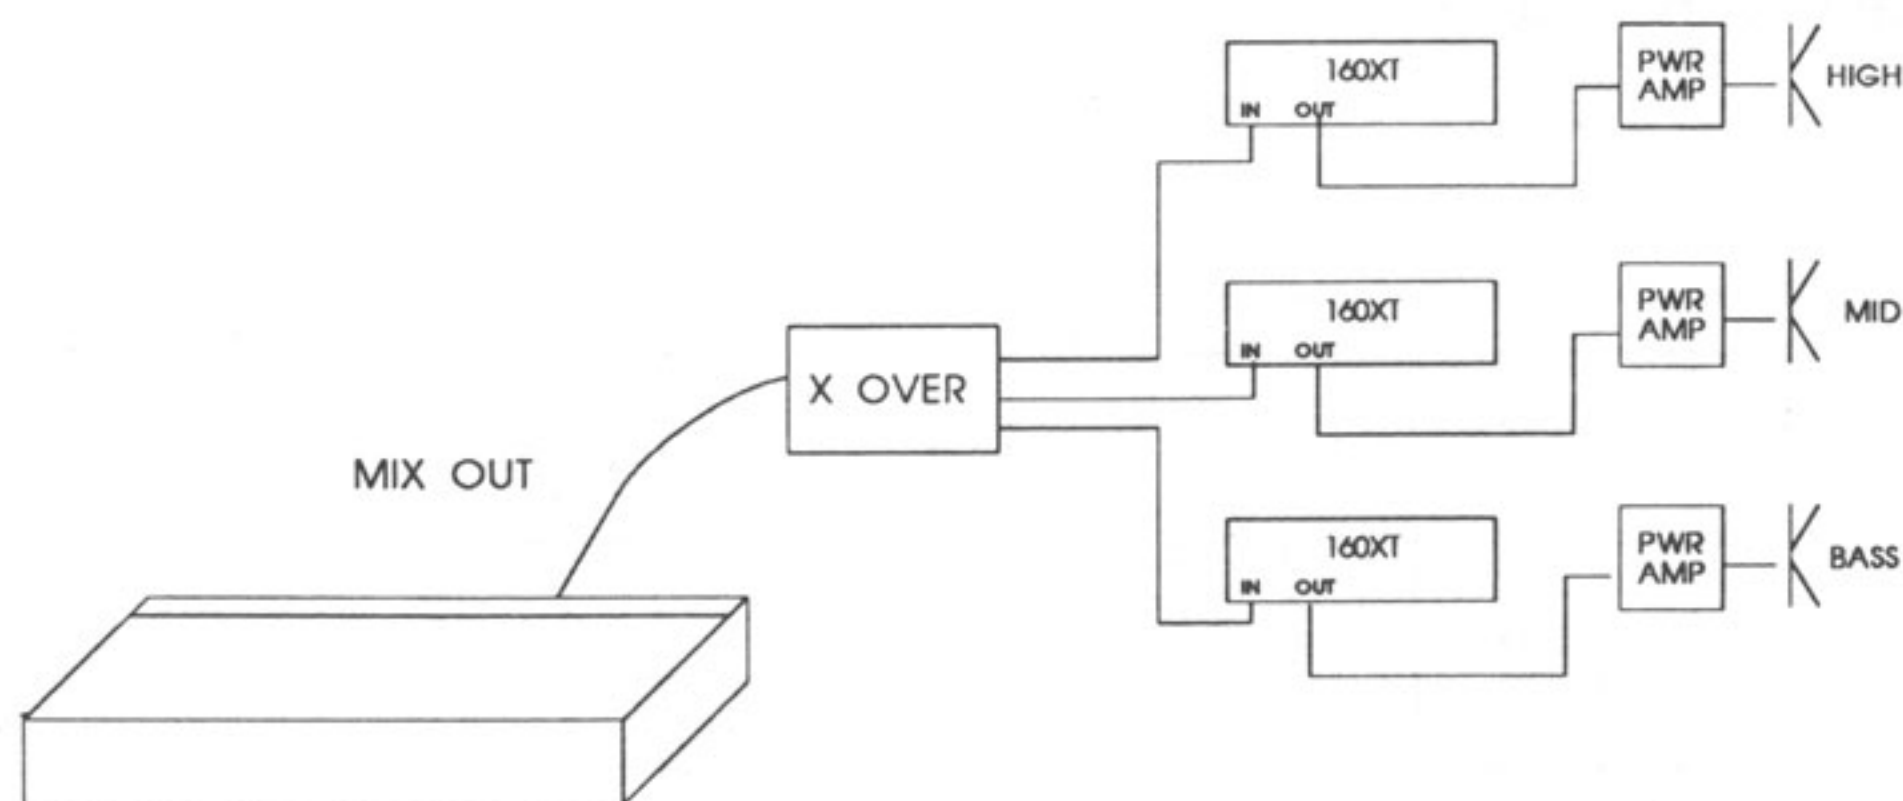 160XT
IN OUT
PWR
AMP
HIGH
160XT
IN OUT
PWR
AMP
MID
X OVER
MIX OUT
160XT
IN OUT
PWR
AMP
BASS